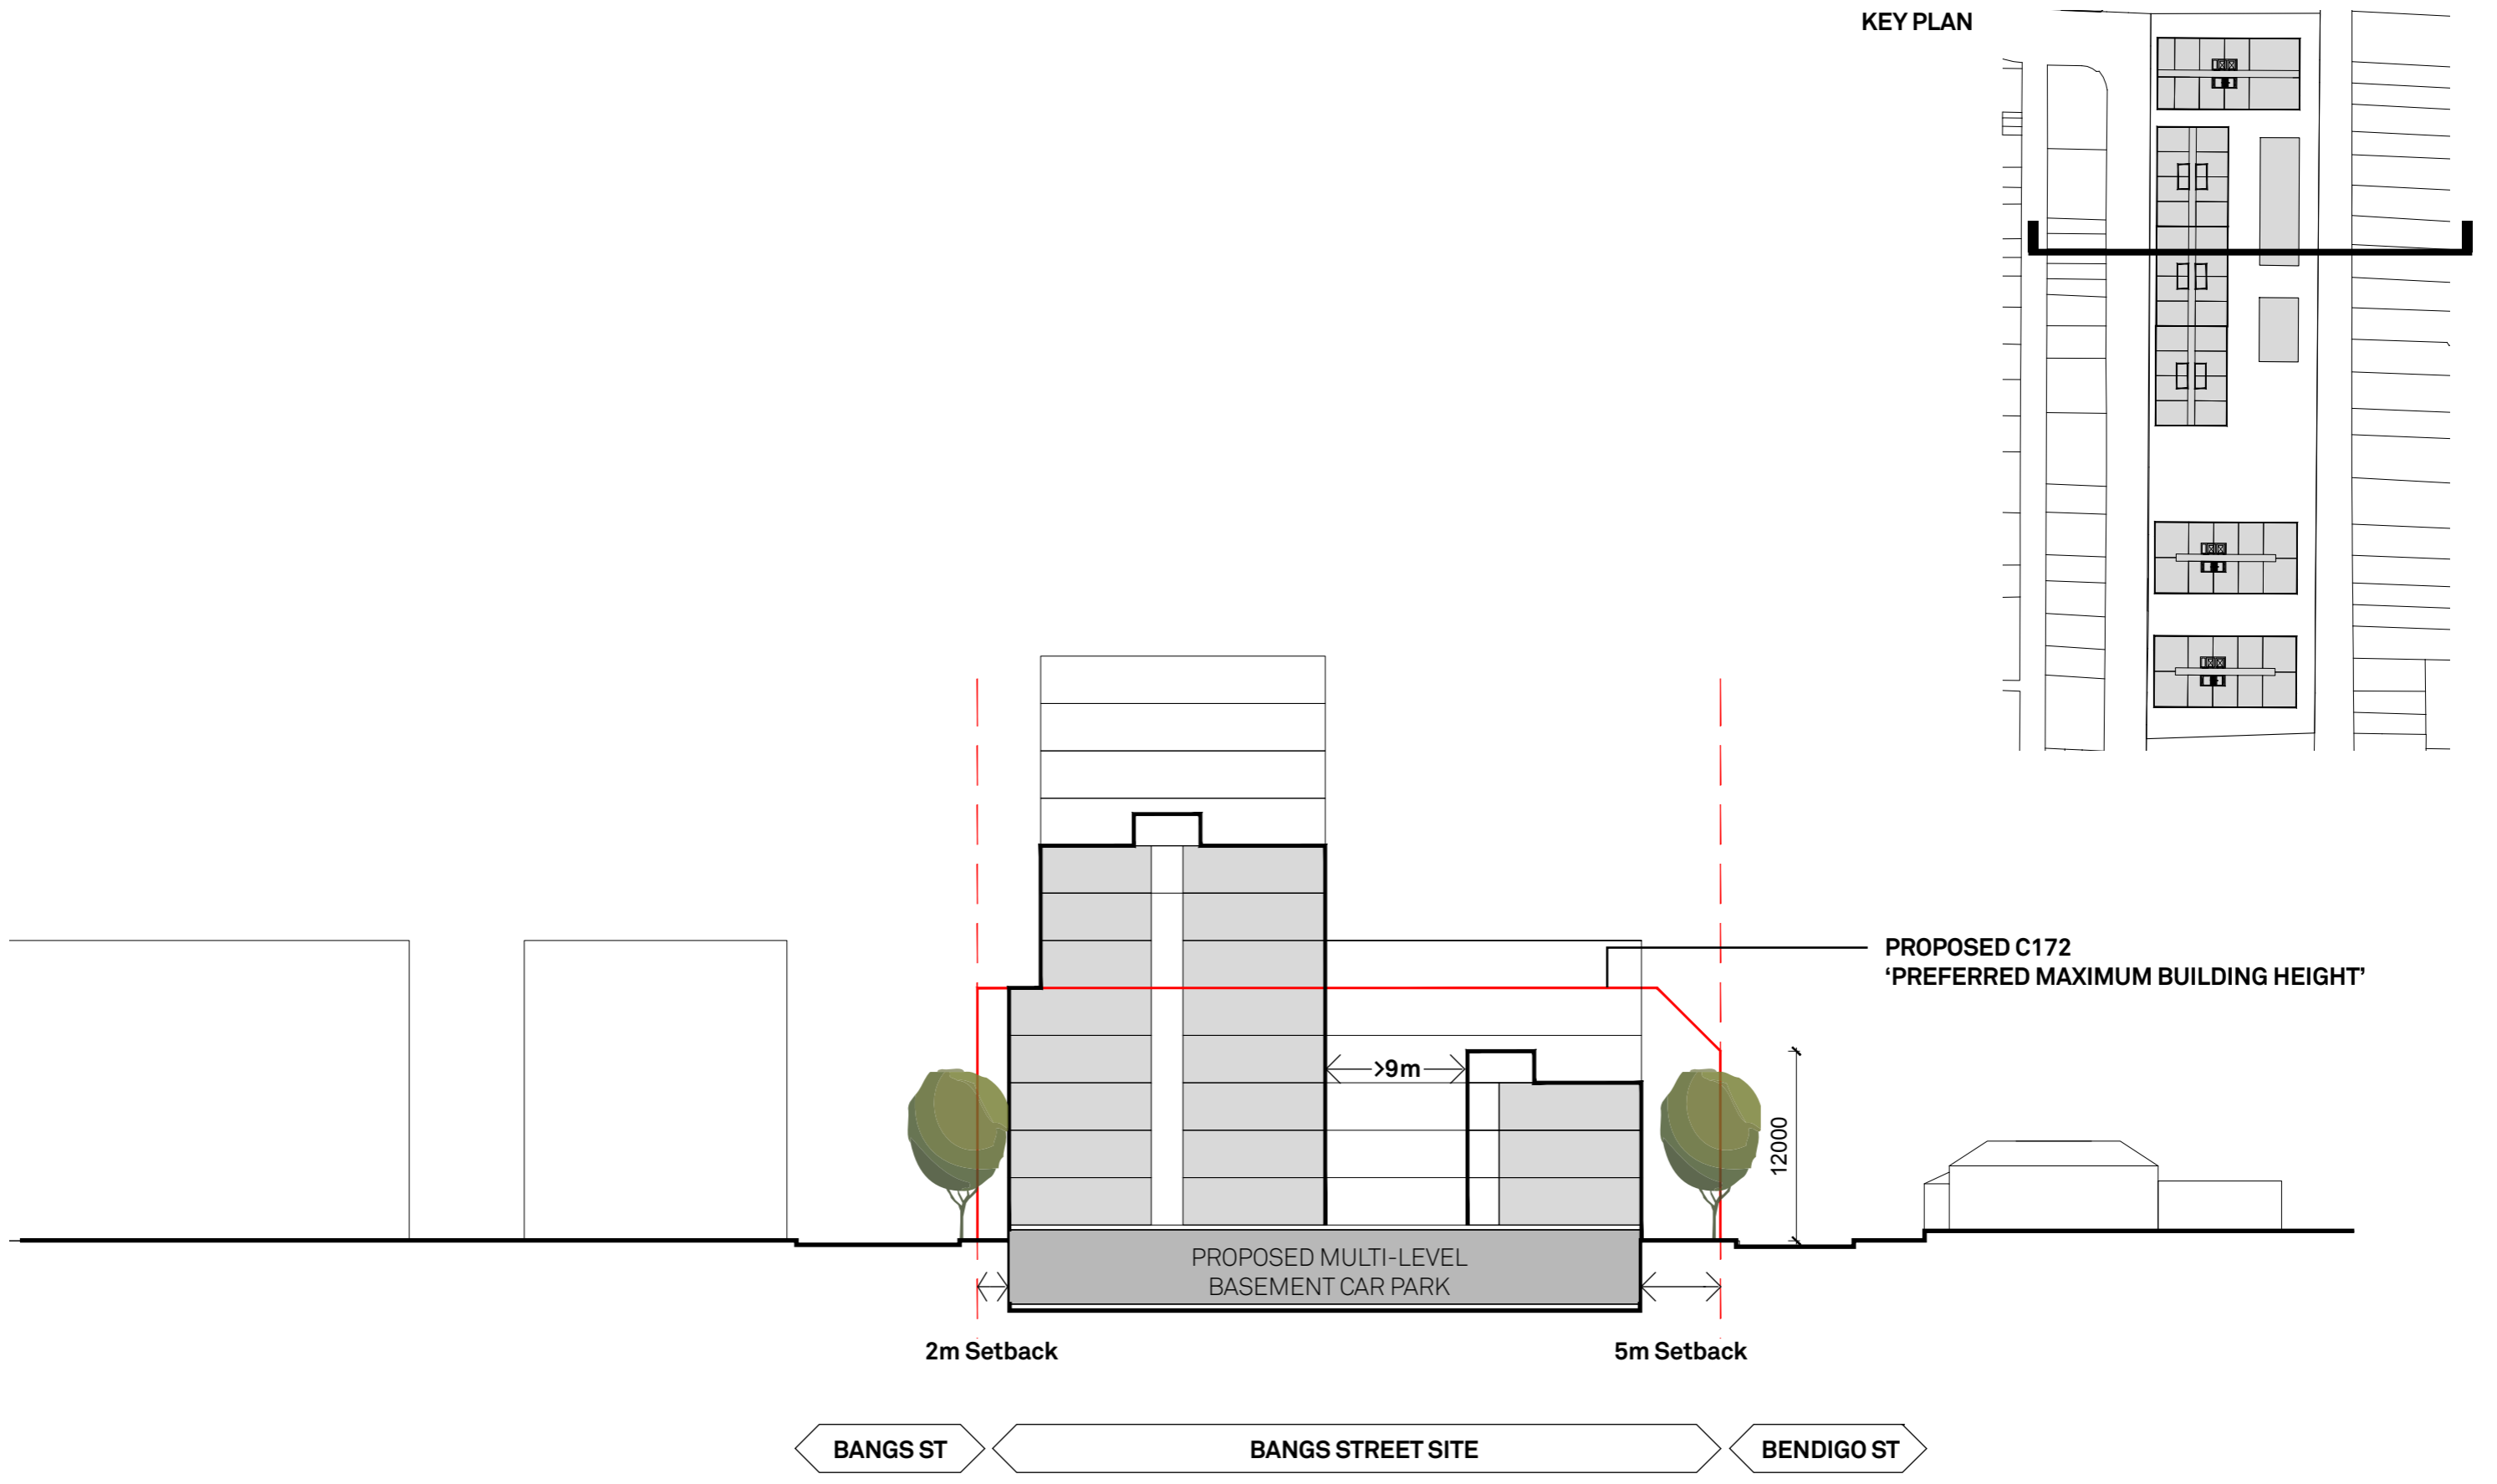 KEY PLAN
PROPOSED C172
‘PREFERRED MAXIMUM BUILDING HEIGHT’
>9m
12000
PROPOSED MULTI-LEVEL
BASEMENT CAR PARK
2m Setback
5m Setback
BANGS ST
BANGS STREET SITE
BENDIGO ST